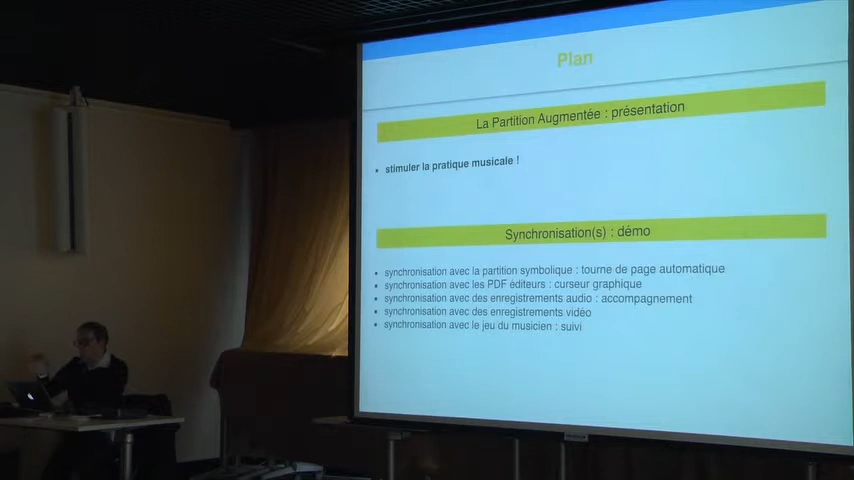 Plan
La Partition Augmentée : présentation
• stimuler la pratique musicale !
Synchronisation(s) : démo
• synchronisation avec la partition symbolique : tourne de page automatique
• synchronisation avec les PDF éditeurs : curseur graphique
• synchronisation avec des enregistrements audio : accompagnement
• synchronisation avec des enregistrements vidéo
• synchronisation avec le jeu du musicien : suivi